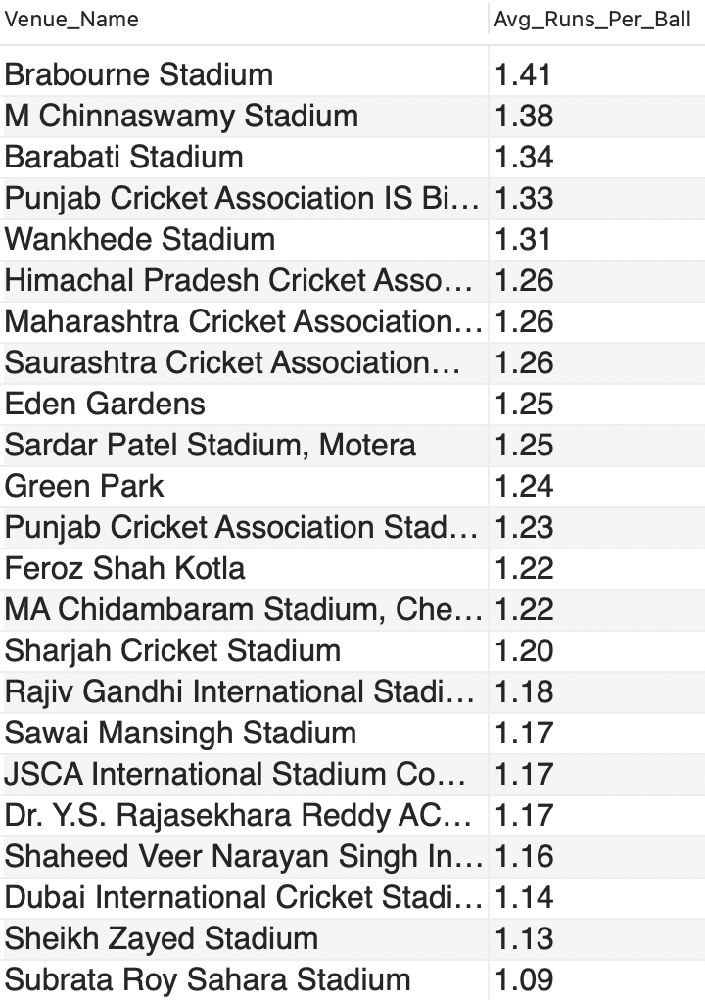 Venue_Name Avg_Runs_Per_Ball
Brabourne Stadium 1.41
M Chinnaswamy Stadium 1.38
Barabati Stadium 1.34
Punjab Cricket Association IS Bi... 1.33
Wankhede Stadium 1.31
Himachal Pradesh Cricket Asso... 1.26
Maharashtra Cricket Association... 1.26
Saurashtra Cricket Association... 1.26
Eden Gardens 1.25
Sardar Patel Stadium, Motera 1.25
Green Park 1.24
Punjab Cricket Association Stad... 1.23
Feroz Shah Kotla 1.22
MA Chidambaram Stadium, Che... 1.22
Sharjah Cricket Stadium 1.20
Rajiv Gandhi International Stadi... 1.18
Sawai Mansingh Stadium 1.17
JSCA International Stadium Co... 1.17
Dr. Y.S. Rajasekhara Reddy AC... 1.17
Shaheed Veer Narayan Singh In... 1.16
Dubai International Cricket Stadi... 1.14
Sheikh Zayed Stadium 1.13
Subrata Roy Sahara Stadium 1.09